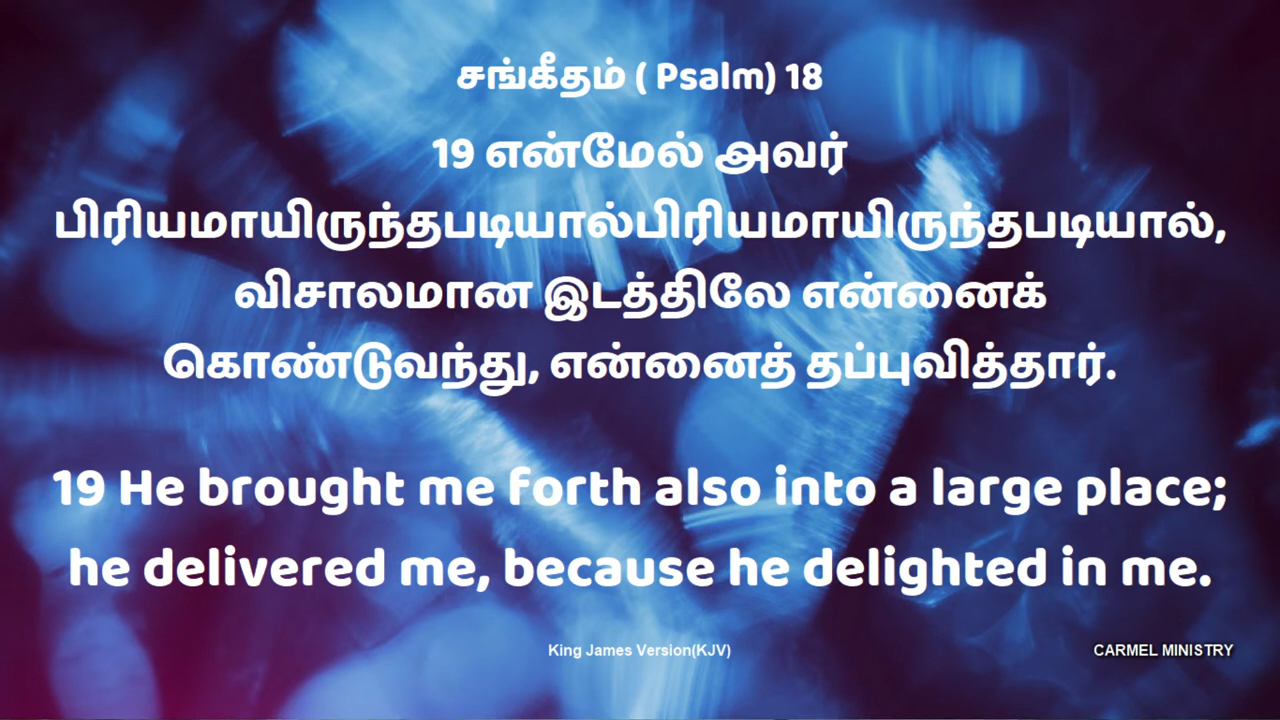 சங்கீதம் ( Psalm) 18
19 என்மேல் அவர்
பிரியமாயிருந்தபடியால்பிரியமாயிருந்தபடியால்,
விசாலமான இடத்திலே என்னைக்
கொண்டுவந்து, என்னைத் தப்புவித்தார்.
19 He brought me forth also into a large place;
he delivered me, because he delighted in me.
King James Version(KJV)
CARMEL MINISTRY